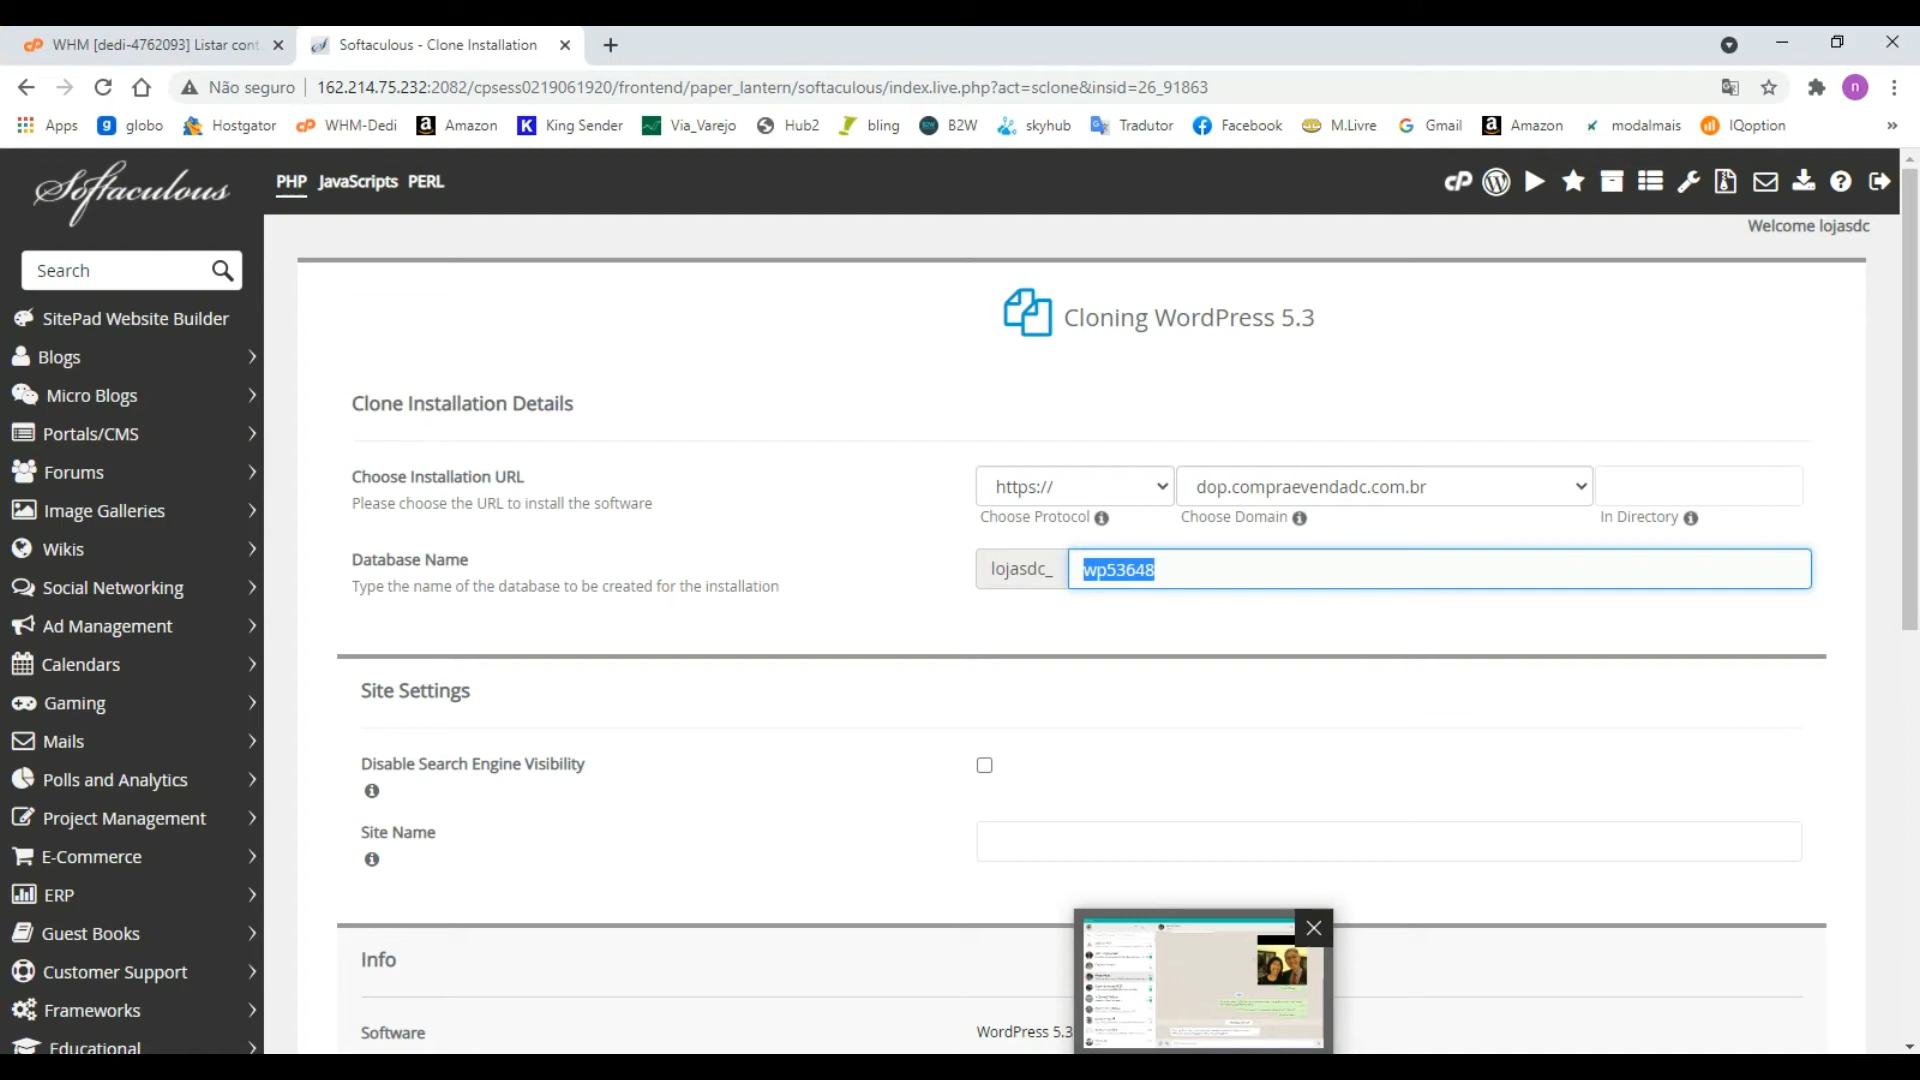 WHM [dedi-4762093] Listar cont
Softaculous - Clone Installation
Não seguro
162.214.75.232:2082/cpsess0219061920/frontend/paper_lantern/softaculous/index.live.php?act=sclone&insid=26_91863
n
Apps
globo
Hostgator
WHM-Dedi
Amazon
King Sender
Via_Varejo
Hub2
bling
B2W
skyhub
Tradutor
Facebook
M.Livre
Gmail
Amazon
modalmais
IQoption
»
Softaculous
PHP JavaScripts PERL
Welcome lojasdc
Search
SitePad Website Builder
Blogs
Micro Blogs
Portals/CMS
Forums
Image Galleries
Wikis
Social Networking
Ad Management
Calendars
Gaming
Mails
Polls and Analytics
Project Management
E-Commerce
ERP
Guest Books
Customer Support
Frameworks
Educational
Cloning WordPress 5.3
Clone Installation Details
Choose Installation URL
Please choose the URL to install the software
https://
dop.compraevendadc.com.br
Choose Protocol
Choose Domain
In Directory
Database Name
Type the name of the database to be created for the installation
lojasdc_
wp53648
Site Settings
Disable Search Engine Visibility
Site Name
Info
Software
WordPress 5.3